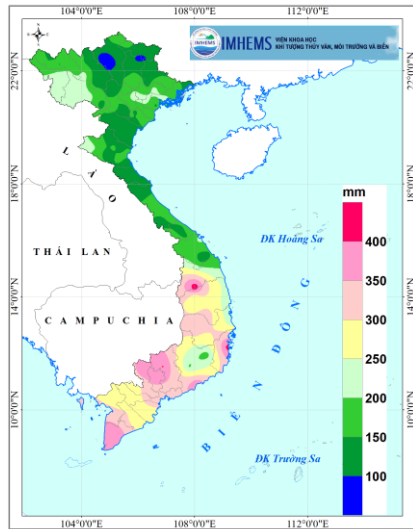 104°0'0"E 108°0'0"E 112°0'0"E
IMHEMS
VIỆN KHOA HỌC
KHÍ TƯỢNG THỦY VĂN, MÔI TRƯỜNG VÀ BIỂN
22°0'0"N
18°0'0"N
14°0'0"N
10°0'0"N
LÀO
THÁI LAN
CAMPUCHIA
ĐK Hoàng Sa
BIỂN ĐÔNG
ĐK Trường Sa
mm
400
350
300
250
200
150
100
22°0'0"N
18°0'0"N
14°0'0"N
10°0'0"N
104°0'0"E 108°0'0"E 112°0'0"E